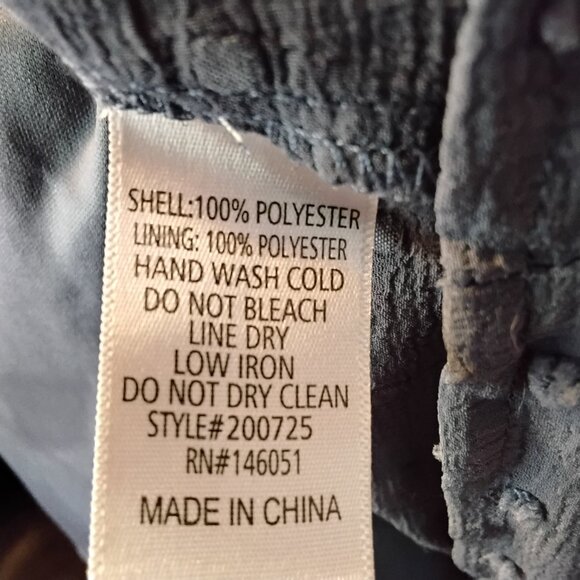 SHELL:100% POLYESTER
LINING: 100% POLYESTER
HAND WASH COLD
DO NOT BLEACH
LINE DRY
LOW IRON
DO NOT DRY CLEAN
STYLE#200725
RN#146051
MADE IN CHINA